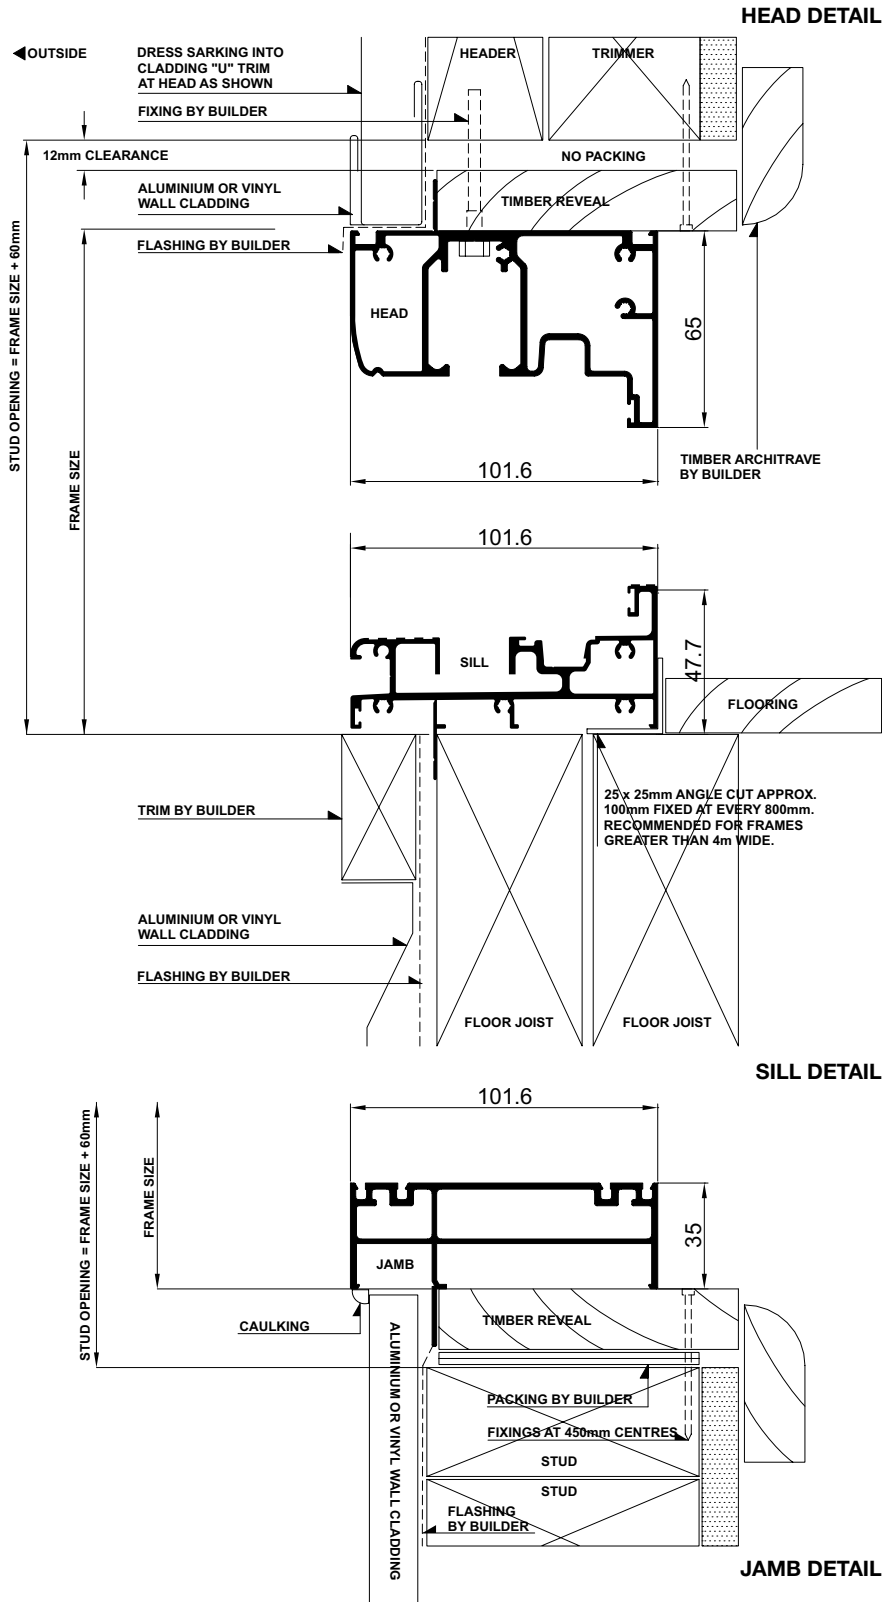 HEAD DETAIL
OUTSIDE
DRESS SARKING INTO
CLADDING "U" TRIM
AT HEAD AS SHOWN
HEADER
TRIMMER
FIXING BY BUILDER
12mm CLEARANCE
NO PACKING
ALUMINIUM OR VINYL
WALL CLADDING
TIMBER REVEAL
FLASHING BY BUILDER
HEAD
65
STUD OPENING = FRAME SIZE + 60mm
FRAME SIZE
TIMBER ARCHITRAVE
BY BUILDER
101.6
101.6
SILL
47.7
FLOORING
25 x 25mm ANGLE CUT APPROX.
100mm FIXED AT EVERY 800mm.
RECOMMENDED FOR FRAMES
GREATER THAN 4m WIDE.
TRIM BY BUILDER
ALUMINIUM OR VINYL
WALL CLADDING
FLASHING BY BUILDER
FLOOR JOIST
FLOOR JOIST
SILL DETAIL
101.6
STUD OPENING = FRAME SIZE + 60mm
FRAME SIZE
35
JAMB
CAULKING
TIMBER REVEAL
ALUMINIUM OR VINYL WALL CLADDING
PACKING BY BUILDER
FIXINGS AT 450mm CENTRES
STUD
STUD
FLASHING
BY BUILDER
JAMB DETAIL